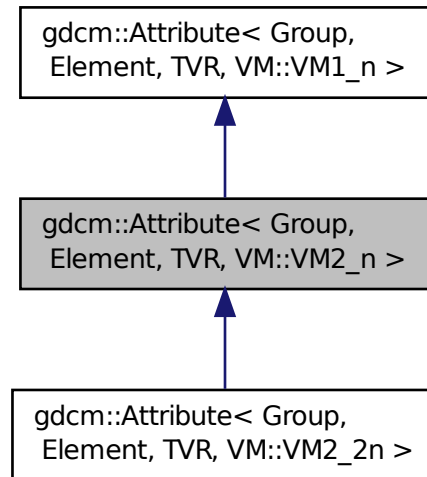 gdcm::Attribute< Group,
Element, TVR, VM::VM1_n >
gdcm::Attribute< Group,
Element, TVR, VM::VM2_n >
gdcm::Attribute< Group,
Element, TVR, VM::VM2_2n >